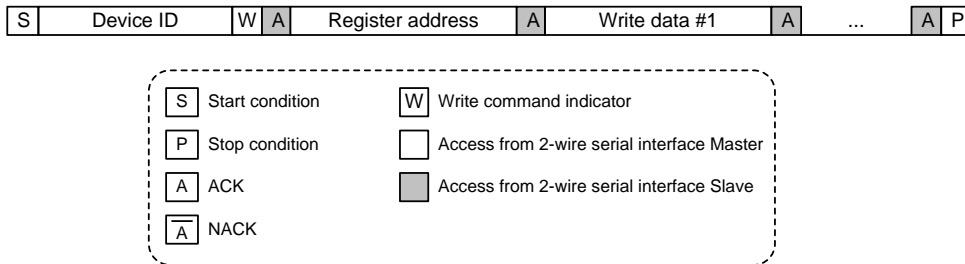 S Device ID W A Register address A Write data #1 A ... A P
S Start condition W Write command indicator
P Stop condition Access from 2-wire serial interface Master
A ACK Access from 2-wire serial interface Slave
A NACK